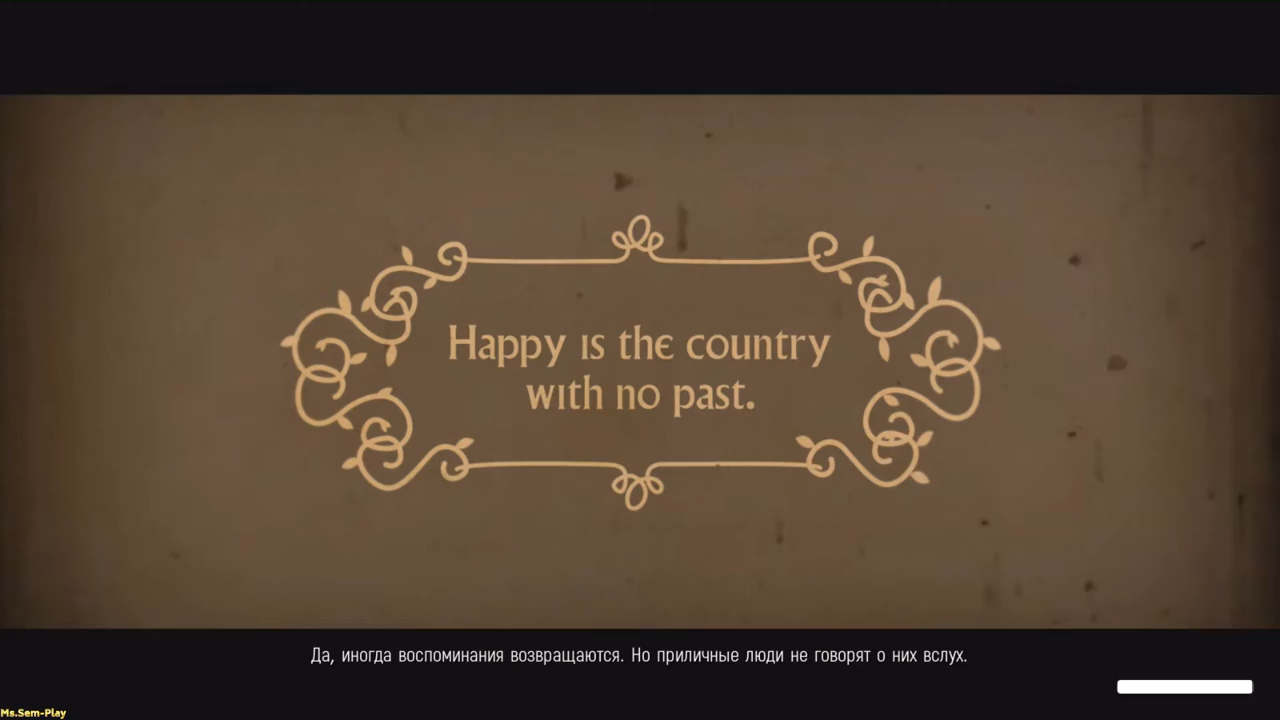 Happy is the country
with no past.
Да, иногда воспоминания возвращаются. Но приличные люди не говорят о них вслух.
Ms.Sem-Play